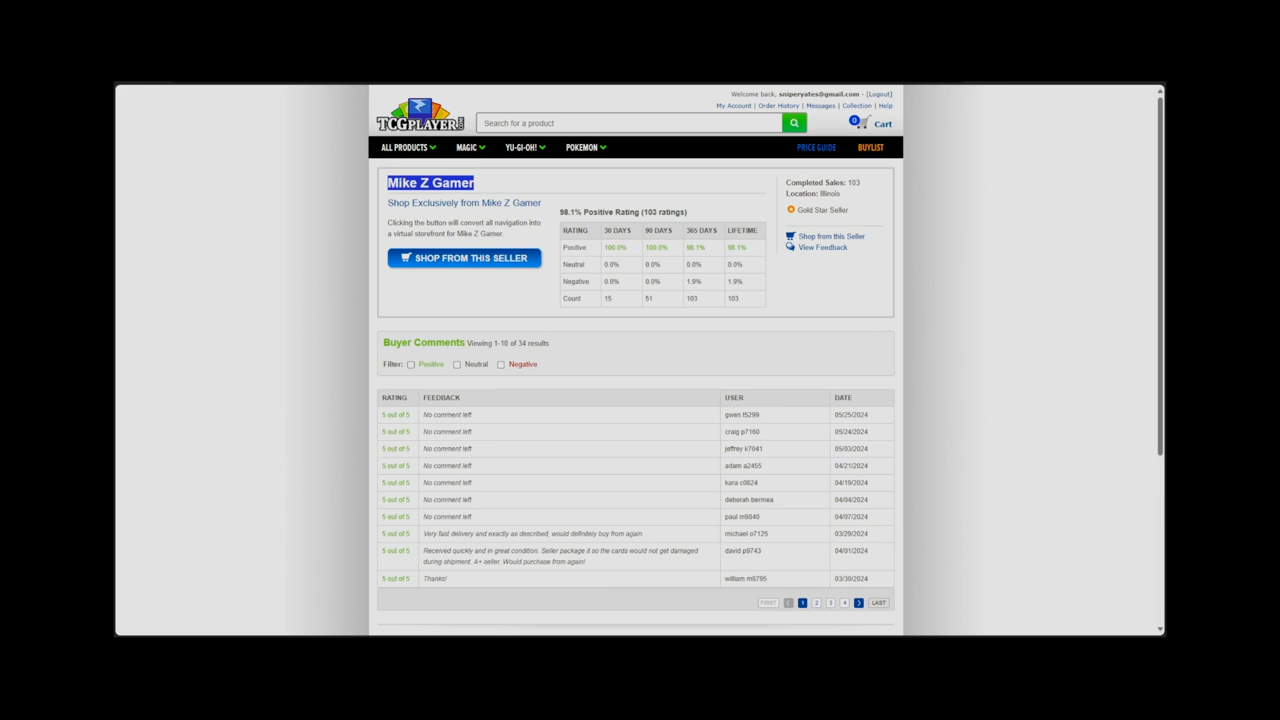 Welcome back, sniperyates@gmail.com - [Logout]
My Account | Order History | Messages | Collection | Help
TCGPLAYER.COM
Search for a product
0 Cart
ALL PRODUCTS MAGIC YU-GI-OH! POKEMON PRICE GUIDE BUYLIST
Mike Z Gamer
Shop Exclusively from Mike Z Gamer
Clicking the button will convert all navigation into
a virtual storefront for Mike Z Gamer.
SHOP FROM THIS SELLER
98.1% Positive Rating (103 ratings)
RATING 30 DAYS 90 DAYS 365 DAYS LIFETIME
Positive 100.0% 100.0% 98.1% 98.1%
Neutral 0.0% 0.0% 0.0% 0.0%
Negative 0.0% 0.0% 1.9% 1.9%
Count 15 51 103 103
Completed Sales: 103
Location: Illinois
Gold Star Seller
Shop from this Seller
View Feedback
Buyer Comments Viewing 1-10 of 34 results
Filter: Positive Neutral Negative
RATING FEEDBACK USER DATE
5 out of 5 No comment left gwen t5299 05/25/2024
5 out of 5 No comment left craig p7160 05/24/2024
5 out of 5 No comment left jeffrey k7041 05/03/2024
5 out of 5 No comment left adam a2455 04/21/2024
5 out of 5 No comment left kara c0824 04/19/2024
5 out of 5 No comment left deborah bermea 04/04/2024
5 out of 5 No comment left paul m9840 04/07/2024
5 out of 5 Very fast delivery and exactly as described, would definitely buy from again. michael o7125 03/29/2024
5 out of 5 Received quickly and in great condition. Seller package it so the cards would not get damaged david p9743 04/01/2024
during shipment. A+ seller. Would purchase from again!
5 out of 5 Thanks! william m8795 03/30/2024
FIRST 1 2 3 4 LAST